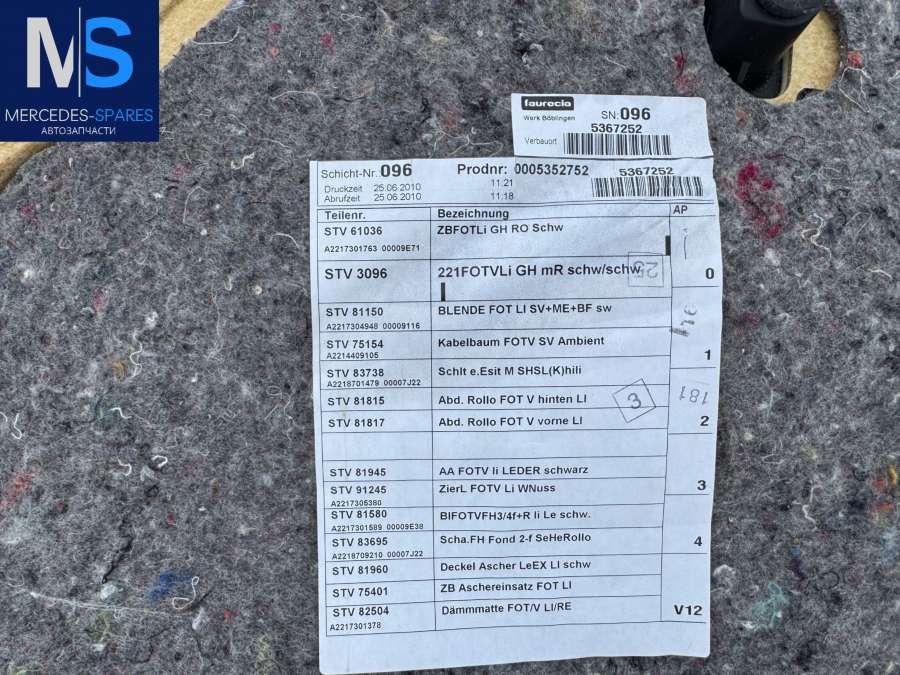 MS
MERCEDES-SPARES
АВТОЗАПЧАСТИ
faurecia
Werk Böblingen
SN:096
5367252
Verbauort
Schicht-Nr. 096
Prodnr: 0005352752
5367252
Druckzeit 25.06.2010 11.21
Abrufzeit 25.06.2010 11.18
Teilenr. Bezeichnung AP
STV 61036 ZBFOTLi GH RO Schw
A2217301763 00009E71
STV 3096 221FOTVLi GH mR schw/schw 0
25
STV 81150 BLENDE FOT LI SV+ME+BF sw
A2217304948 00009116
STV 75154 Kabelbaum FOTV SV Ambient 1
A2214409105
STV 83738 Schlt e.Esit M SHSL(K)hili
A2218701479 00007J22
STV 81815 Abd. Rollo FOT V hinten LI
3
181
STV 81817 Abd. Rollo FOT V vorne LI 2
STV 81945 AA FOTV li LEDER schwarz
STV 91245 ZierL FOTV Li WNuss 3
A2217305380
STV 81580 BIFOTVFH3/4f+R li Le schw.
A2217301589 00009E38
STV 83695 Scha.FH Fond 2-f SeHeRollo 4
A2218709210 00007J22
STV 81960 Deckel Ascher LeEX LI schw
STV 75401 ZB Aschereinsatz FOT LI
STV 82504 Dämmmatte FOT/V LI/RE V12
A2217301378